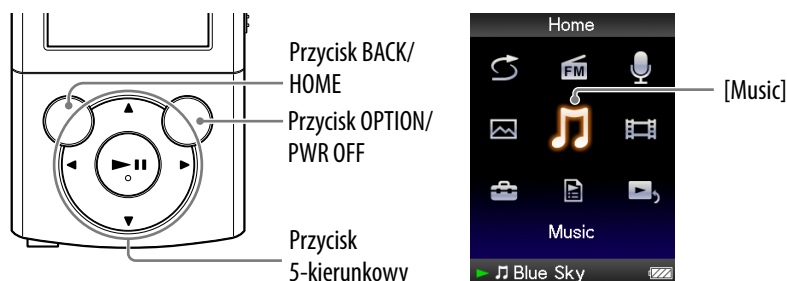 Przycisk BACK/
HOME
Przycisk OPTION/
PWR OFF
Przycisk
5-kierunkowy
Home
FM
[Music]
Music
Blue Sky